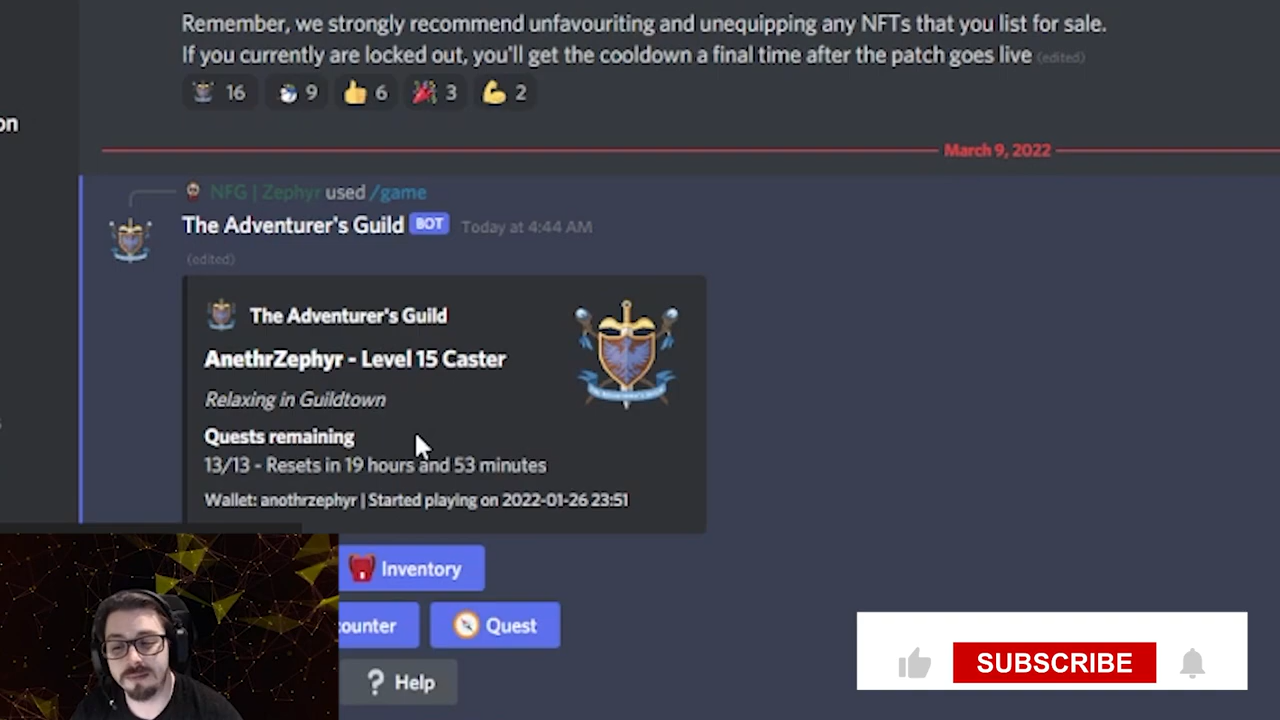 Remember, we strongly recommend unfavouriting and unequipping any NFTs that you list for sale.
If you currently are locked out, you'll get the cooldown a final time after the patch goes live (edited)
16 9 6 3 2
on
March 9, 2022
NFG | Zephyr used /game
The Adventurer's Guild BOT Today at 4:44 AM
(edited)
The Adventurer's Guild
AnethrZephyr - Level 15 Caster
Relaxing in Guildtown
Quests remaining
13/13 - Resets in 19 hours and 53 minutes
Wallet: anothrzephyr | Started playing on 2022-01-26 23:51
Inventory
ounter Quest
? Help
SUBSCRIBE